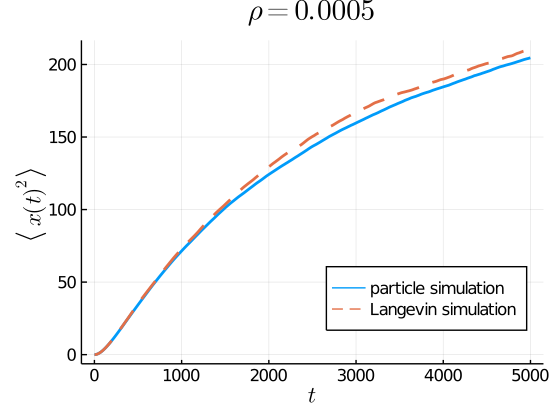 ρ = 0.0005
200
150
100
50
0
⟨x(t)²⟩
0 1000 2000 3000 4000 5000
t
particle simulation
Langevin simulation